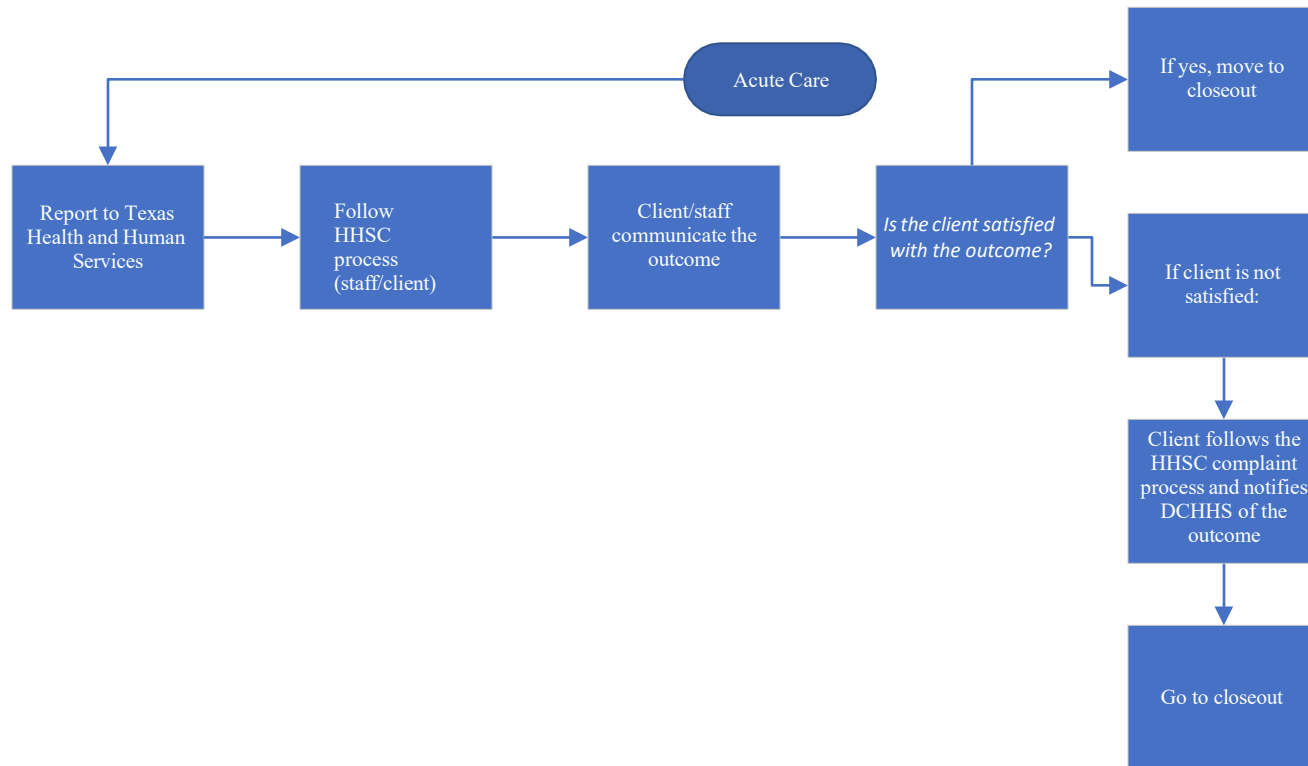 Acute Care
If yes, move to
closeout
Report to Texas
Health and Human
Services
Follow
HHSC
process
(staff/client)
Client/staff
communicate the
outcome
Is the client satisfied
with the outcome?
If client is not
satisfied:
Client follows the
HHSC complaint
process and notifies
DCHHS of the
outcome
Go to closeout